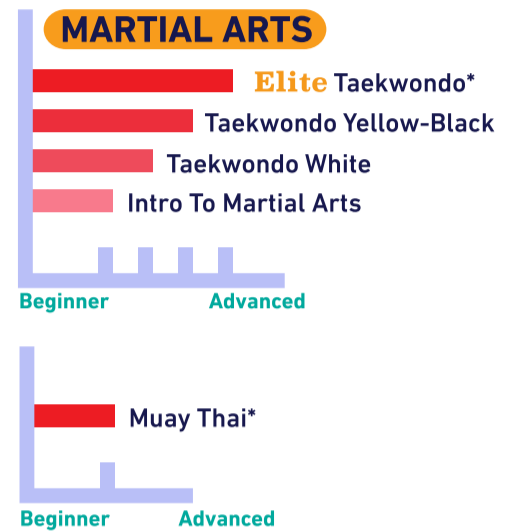 MARTIAL ARTS
Elite Taekwondo*
Taekwondo Yellow-Black
Taekwondo White
Intro To Martial Arts
Beginner Advanced
Muay Thai*
Beginner Advanced